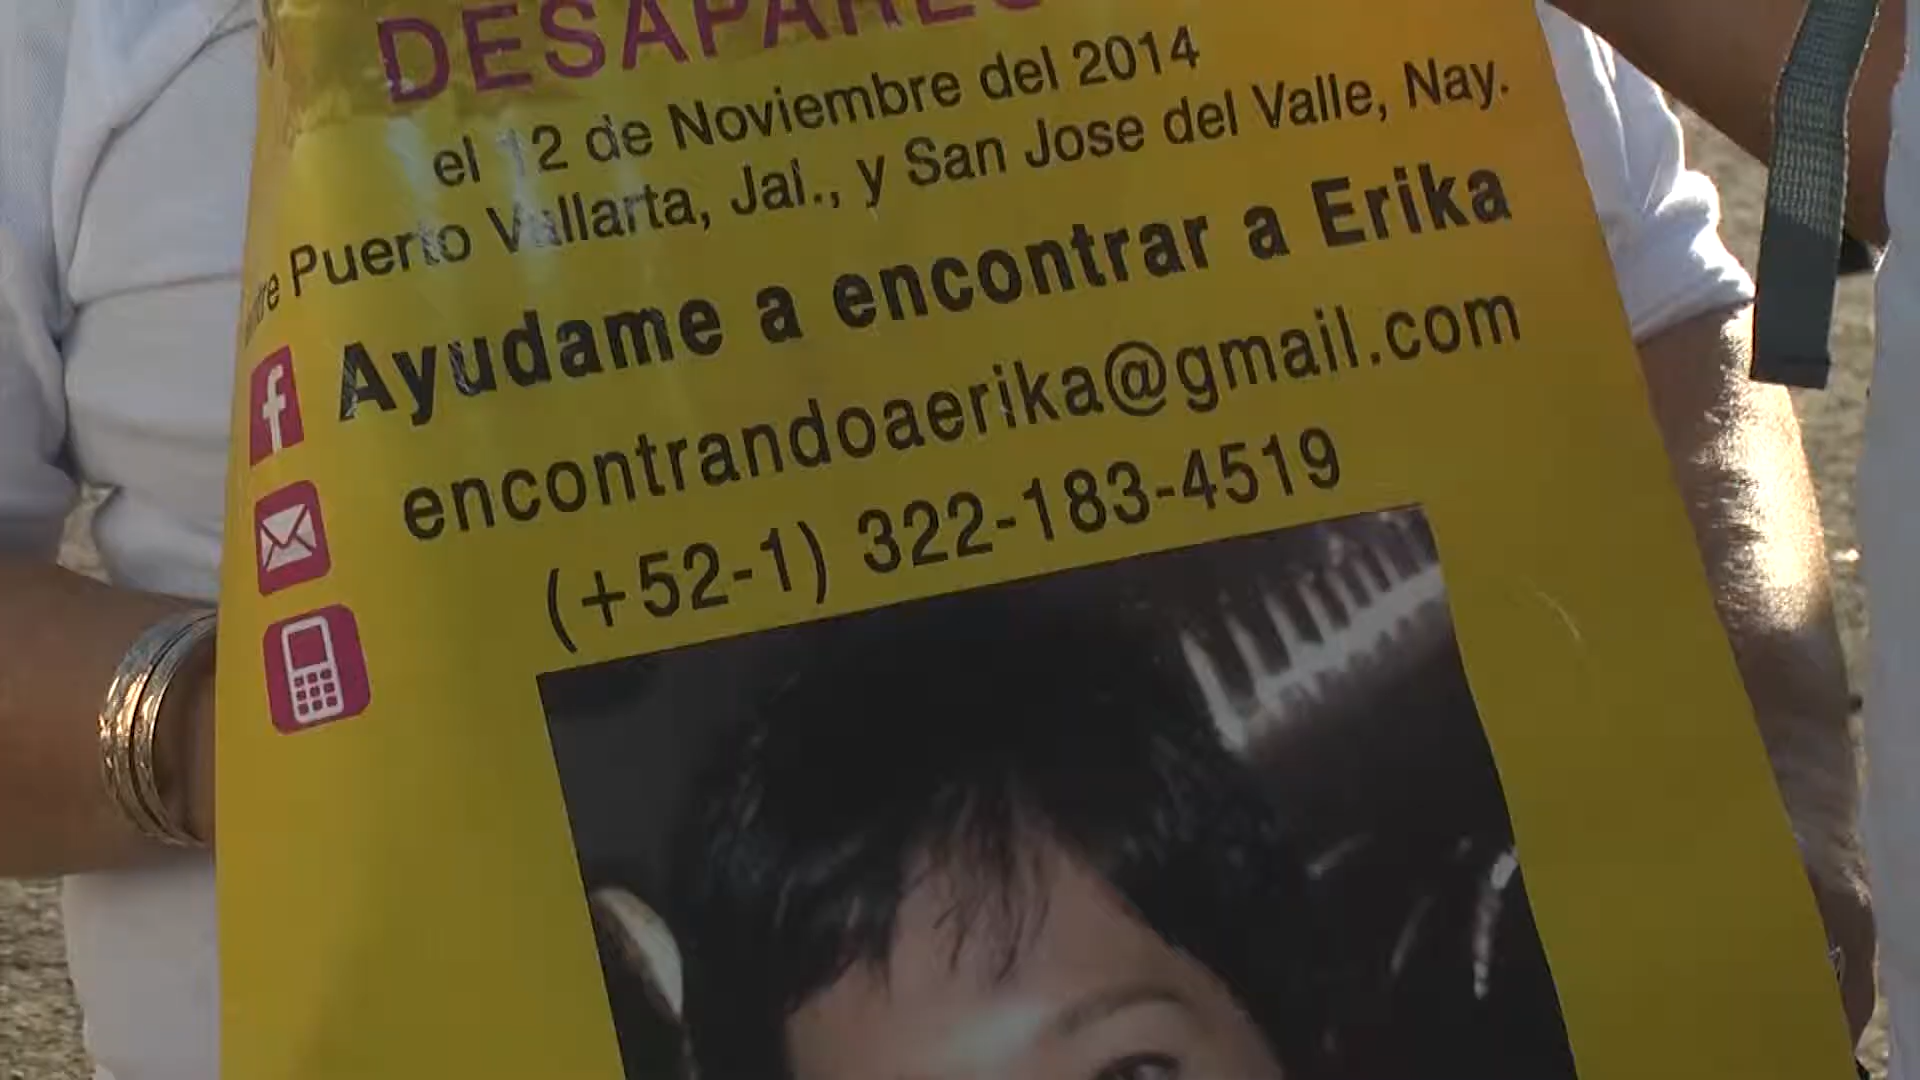 DESAPAREC
el 12 de Noviembre del 2014
entre Puerto Vallarta, Jal., y San Jose del Valle, Nay.
Ayudame a encontrar a Erika
encontrandoaerika@gmail.com
(+52-1) 322-183-4519